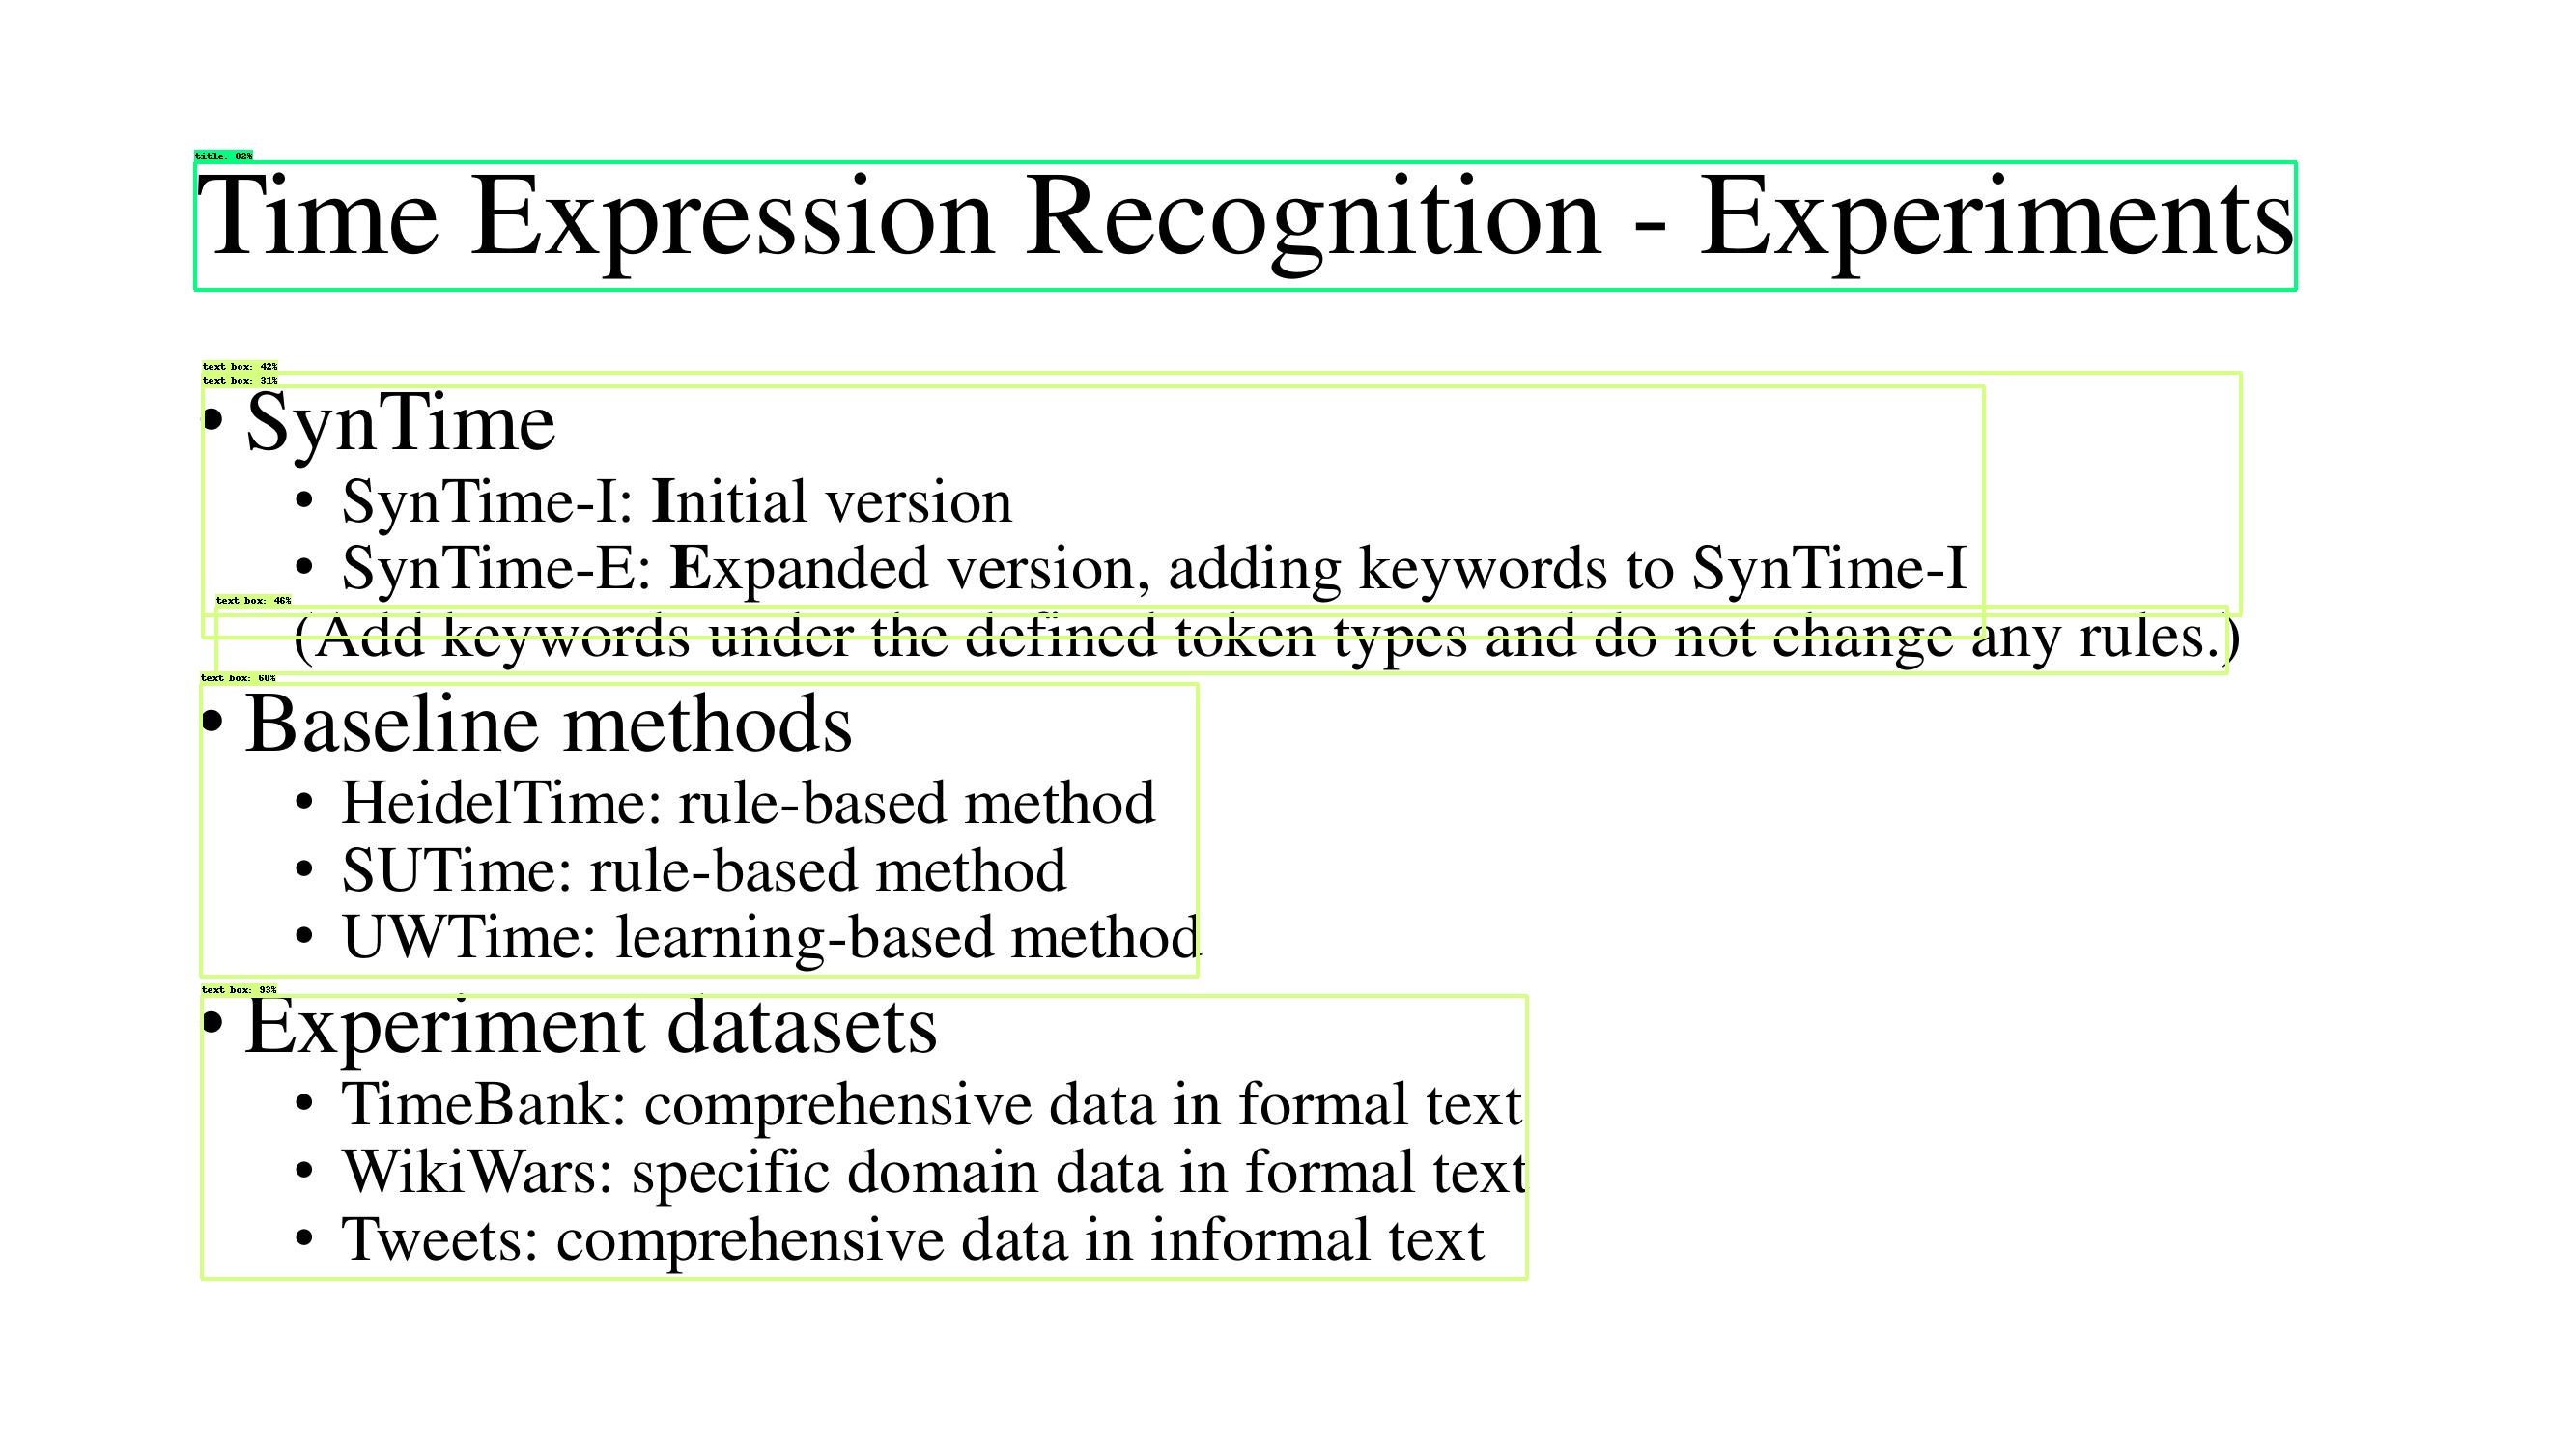 title: 82%
Time Expression Recognition - Experiments
text box: 42%
text box: 31%
• SynTime
• SynTime-I: Initial version
• SynTime-E: Expanded version, adding keywords to SynTime-I
text box: 46%
(Add keywords under the defined token types and do not change any rules.)
text box: 60%
• Baseline methods
• HeidelTime: rule-based method
• SUTime: rule-based method
• UWTime: learning-based method
text box: 93%
• Experiment datasets
• TimeBank: comprehensive data in formal text
• WikiWars: specific domain data in formal text
• Tweets: comprehensive data in informal text